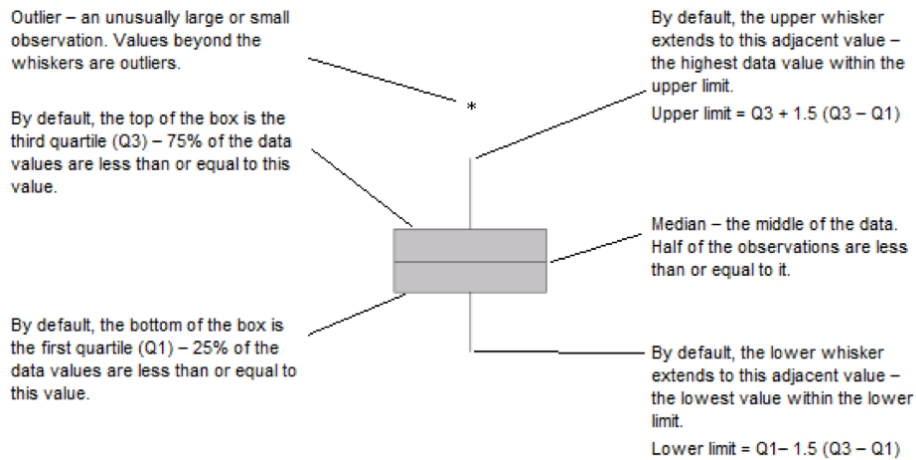 Outlier – an unusually large or small
observation. Values beyond the
whiskers are outliers.
By default, the top of the box is the
third quartile (Q3) – 75% of the data
values are less than or equal to this
value.
By default, the bottom of the box is
the first quartile (Q1) – 25% of the
data values are less than or equal to
this value.
*
By default, the upper whisker
extends to this adjacent value –
the highest data value within the
upper limit.
Upper limit = Q3 + 1.5 (Q3 – Q1)
Median – the middle of the data.
Half of the observations are less
than or equal to it.
By default, the lower whisker
extends to this adjacent value –
the lowest value within the lower
limit.
Lower limit = Q1– 1.5 (Q3 – Q1)